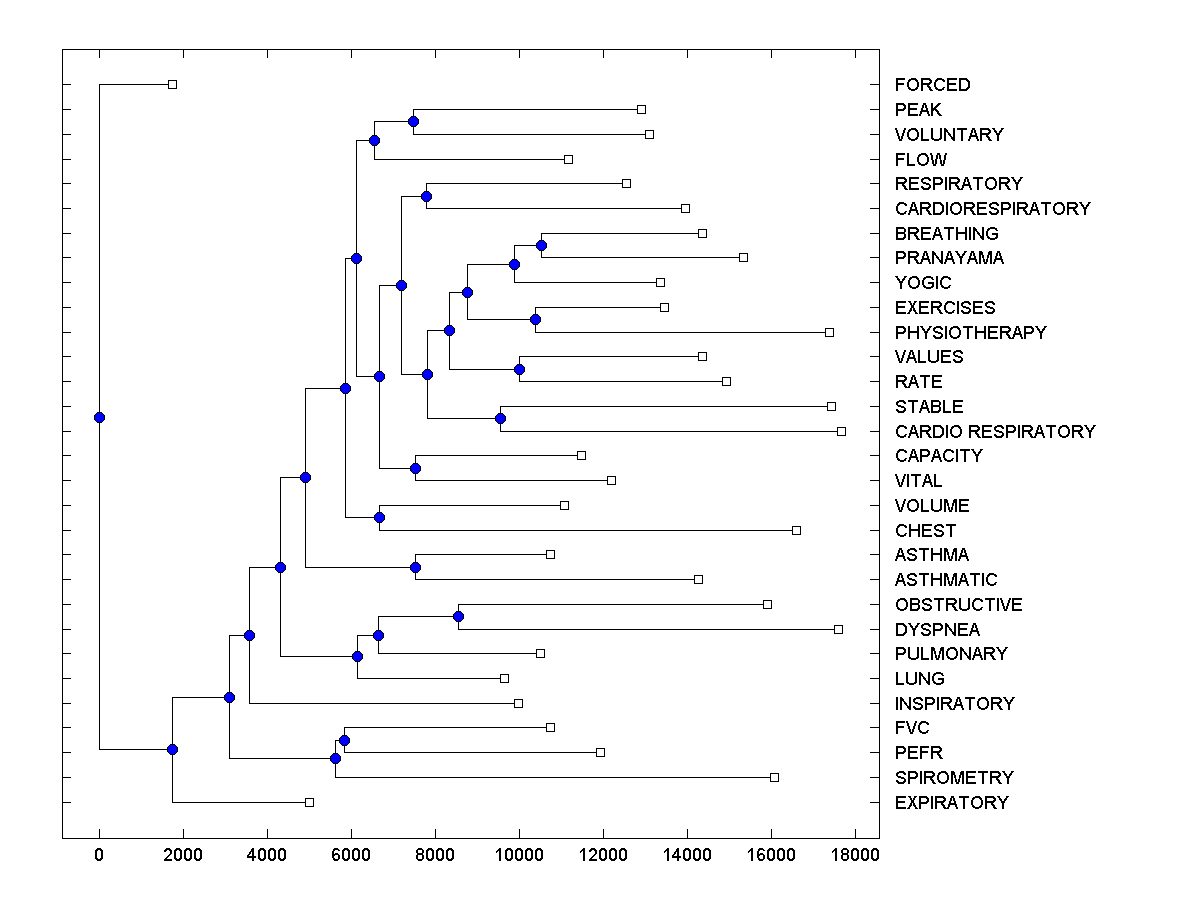 FORCED
PEAK
VOLUNTARY
FLOW
RESPIRATORY
CARDIORESPIRATORY
BREATHING
PRANAYAMA
YOGIC
EXERCISES
PHYSIOTHERAPY
VALUES
RATE
STABLE
CARDIO RESPIRATORY
CAPACITY
VITAL
VOLUME
CHEST
ASTHMA
ASTHMATIC
OBSTRUCTIVE
DYSPNEA
PULMONARY
LUNG
INSPIRATORY
FVC
PEFR
SPIROMETRY
EXPIRATORY
0 2000 4000 6000 8000 10000 12000 14000 16000 18000